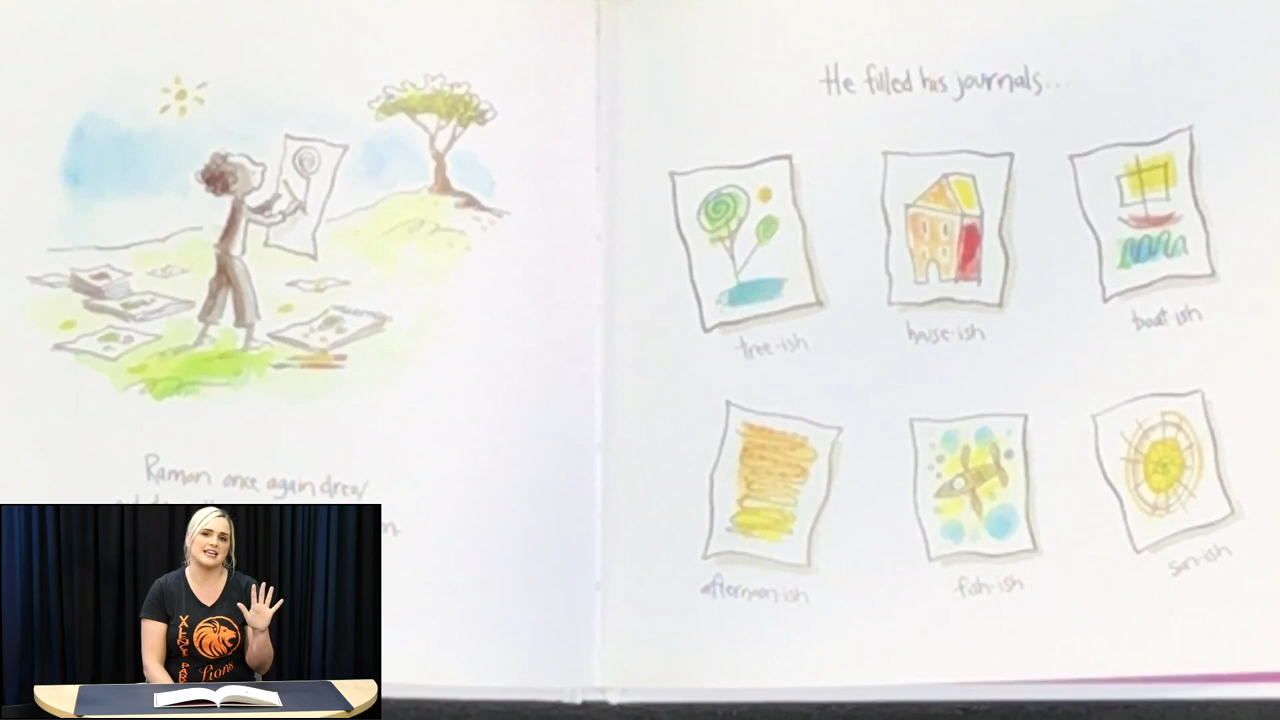 Ramon once again drew
He filled his journals...
tree-ish
house-ish
boat-ish
afternoon-ish
fish-ish
sun-ish
Lions